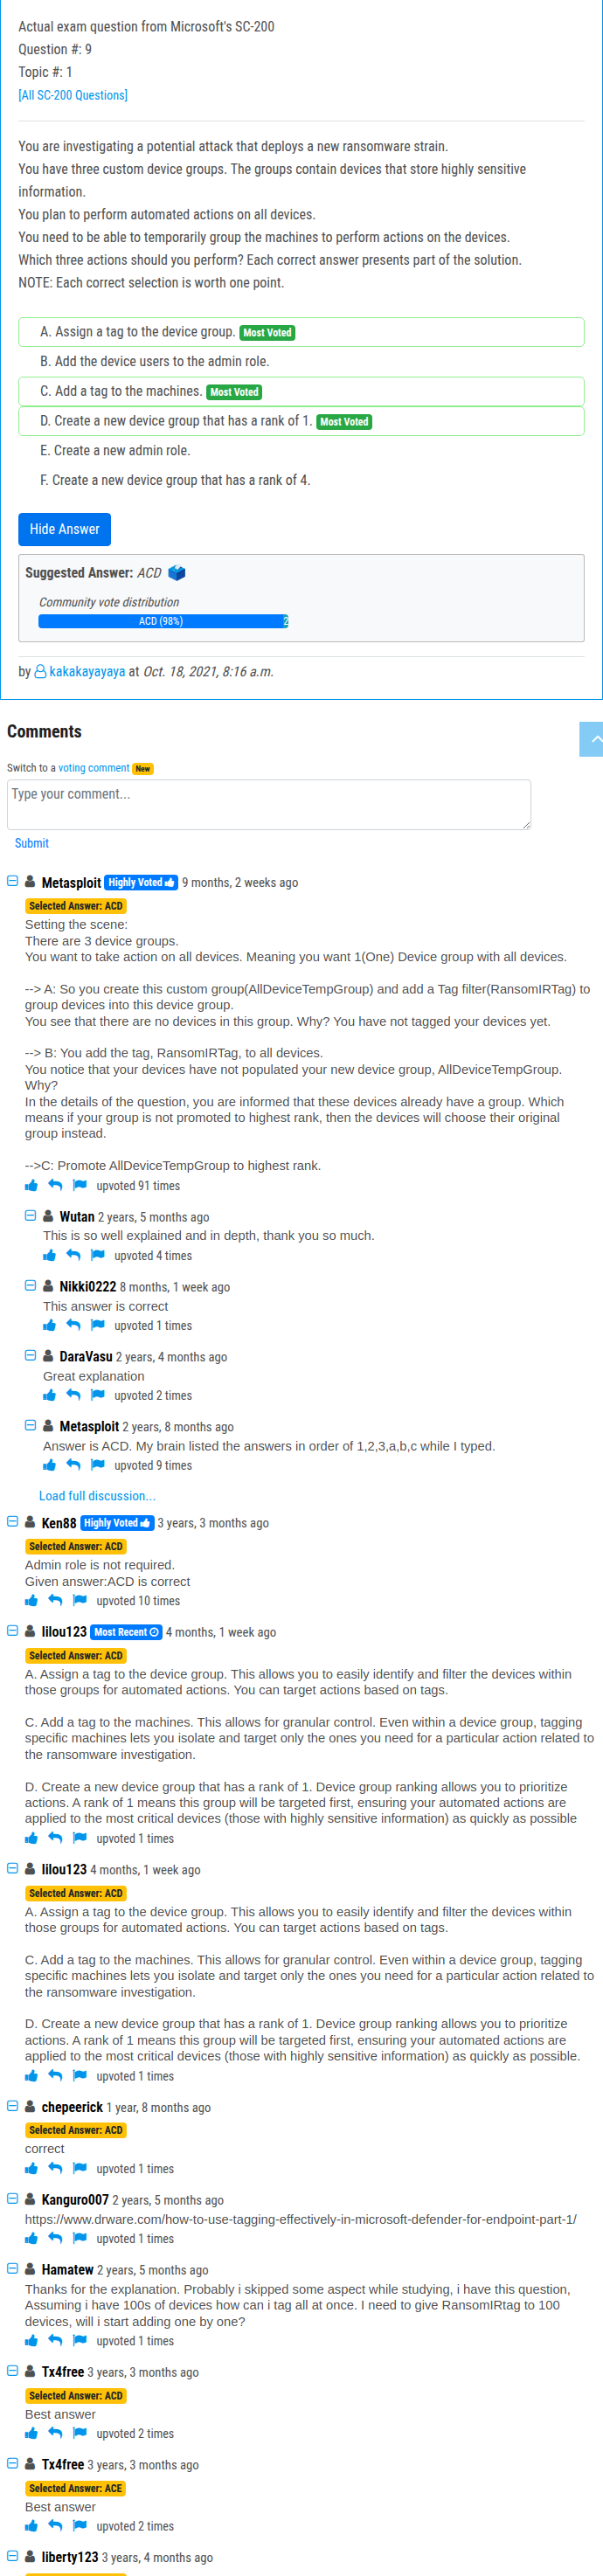 Actual exam question from Microsoft's SC-200
Question #: 9
Topic #: 1
[All SC-200 Questions]
You are investigating a potential attack that deploys a new ransomware strain.
You have three custom device groups. The groups contain devices that store highly sensitive
information.
You plan to perform automated actions on all devices.
You need to be able to temporarily group the machines to perform actions on the devices.
Which three actions should you perform? Each correct answer presents part of the solution.
NOTE: Each correct selection is worth one point.
A. Assign a tag to the device group. Most Voted
B. Add the device users to the admin role.
C. Add a tag to the machines. Most Voted
D. Create a new device group that has a rank of 1. Most Voted
E. Create a new admin role.
F. Create a new device group that has a rank of 4.
Hide Answer
Suggested Answer: ACD
Community vote distribution
ACD (98%) 2
by kakakayayaya at Oct. 18, 2021, 8:16 a.m.
Comments
Switch to a voting comment New
Type your comment...
Submit
Metasploit Highly Voted 9 months, 2 weeks ago
Selected Answer: ACD
Setting the scene:
There are 3 device groups.
You want to take action on all devices. Meaning you want 1(One) Device group with all devices.
--> A: So you create this custom group(AllDeviceTempGroup) and add a Tag filter(RansomIRTag) to
group devices into this device group.
You see that there are no devices in this group. Why? You have not tagged your devices yet.
--> B: You add the tag, RansomIRTag, to all devices.
You notice that your devices have not populated your new device group, AllDeviceTempGroup.
Why?
In the details of the question, you are informed that these devices already have a group. Which
means if your group is not promoted to highest rank, then the devices will choose their original
group instead.
-->C: Promote AllDeviceTempGroup to highest rank.
upvoted 91 times
Wutan 2 years, 5 months ago
This is so well explained and in depth, thank you so much.
upvoted 4 times
Nikki0222 8 months, 1 week ago
This answer is correct
upvoted 1 times
DaraVasu 2 years, 4 months ago
Great explanation
upvoted 2 times
Metasploit 2 years, 8 months ago
Answer is ACD. My brain listed the answers in order of 1,2,3,a,b,c while I typed.
upvoted 9 times
Load full discussion...
Ken88 Highly Voted 3 years, 3 months ago
Selected Answer: ACD
Admin role is not required.
Given answer:ACD is correct
upvoted 10 times
lilou123 Most Recent 4 months, 1 week ago
Selected Answer: ACD
A. Assign a tag to the device group. This allows you to easily identify and filter the devices within
those groups for automated actions. You can target actions based on tags.
C. Add a tag to the machines. This allows for granular control. Even within a device group, tagging
specific machines lets you isolate and target only the ones you need for a particular action related to
the ransomware investigation.
D. Create a new device group that has a rank of 1. Device group ranking allows you to prioritize
actions. A rank of 1 means this group will be targeted first, ensuring your automated actions are
applied to the most critical devices (those with highly sensitive information) as quickly as possible
upvoted 1 times
lilou123 4 months, 1 week ago
Selected Answer: ACD
A. Assign a tag to the device group. This allows you to easily identify and filter the devices within
those groups for automated actions. You can target actions based on tags.
C. Add a tag to the machines. This allows for granular control. Even within a device group, tagging
specific machines lets you isolate and target only the ones you need for a particular action related to
the ransomware investigation.
D. Create a new device group that has a rank of 1. Device group ranking allows you to prioritize
actions. A rank of 1 means this group will be targeted first, ensuring your automated actions are
applied to the most critical devices (those with highly sensitive information) as quickly as possible.
upvoted 1 times
chepeerick 1 year, 8 months ago
Selected Answer: ACD
correct
upvoted 1 times
Kanguro007 2 years, 5 months ago
https://www.drware.com/how-to-use-tagging-effectively-in-microsoft-defender-for-endpoint-part-1/
upvoted 1 times
Hamatew 2 years, 5 months ago
Thanks for the explanation. Probably i skipped some aspect while studying, i have this question,
Assuming i have 100s of devices how can i tag all at once. I need to give RansomIRtag to 100
devices, will i start adding one by one?
upvoted 1 times
Tx4free 3 years, 3 months ago
Selected Answer: ACD
Best answer
upvoted 2 times
Tx4free 3 years, 3 months ago
Selected Answer: ACE
Best answer
upvoted 2 times
liberty123 3 years, 4 months ago